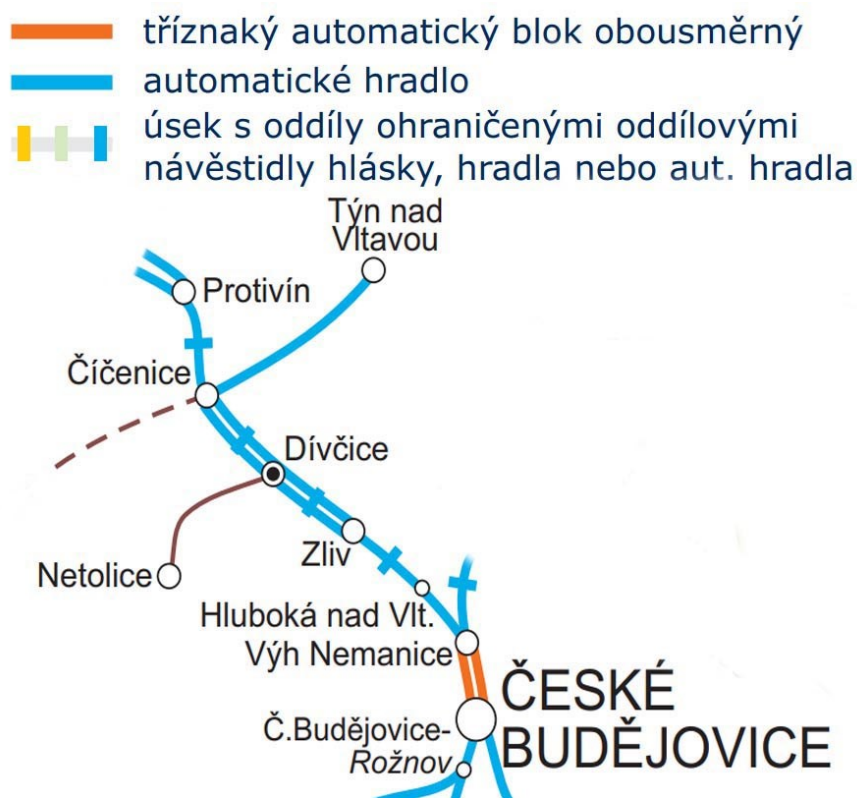 tříznaký automatický blok obousměrný
automatické hradlo
úsek s oddíly ohraničenými oddílovými
návěstidly hlásky, hradla nebo aut. hradla
Týn nad
Vltavou
Protivín
Číčenice
Dívčice
Zliv
Netolice
Hluboká nad Vlt.
Výh Nemanice
ČESKÉ
BUDĚJOVICE
Č.Budějovice-
Rožnov